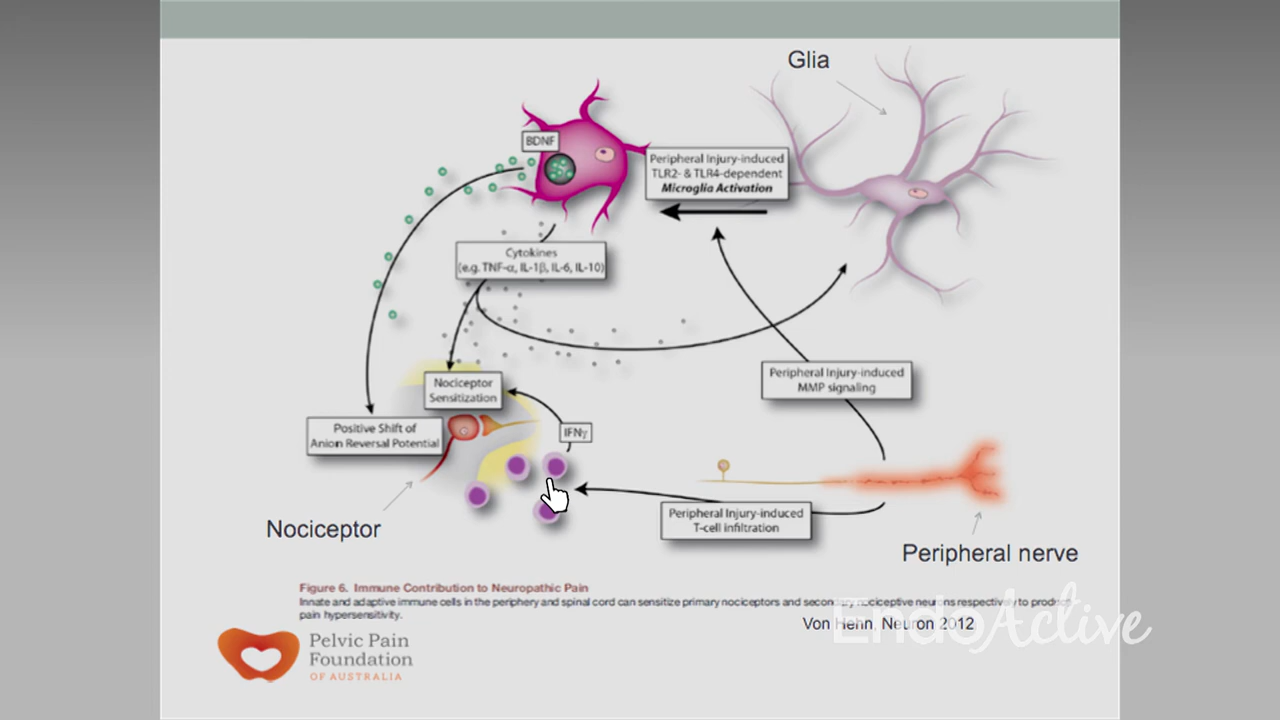 Glia
BDNF
Peripheral Injury-induced
TLR2- & TLR4-dependent
Microglia Activation
Cytokines
(e.g. TNF-α, IL-1β, IL-6, IL-10)
Peripheral Injury-induced
MMP signaling
Nociceptor
Sensitization
Positive Shift of
Anion Reversal Potential
IFNγ
Peripheral Injury-induced
T-cell infiltration
Nociceptor
Peripheral nerve
Figure 6. Immune Contribution to Neuropathic Pain
Innate and adaptive immune cells in the periphery and spinal cord can sensitize primary nociceptors and secondary nociceptive neurons respectively to produce
pain hypersensitivity.
Von Hehn, Neuron 2012
EndoActive
Pelvic Pain
Foundation
OF AUSTRALIA